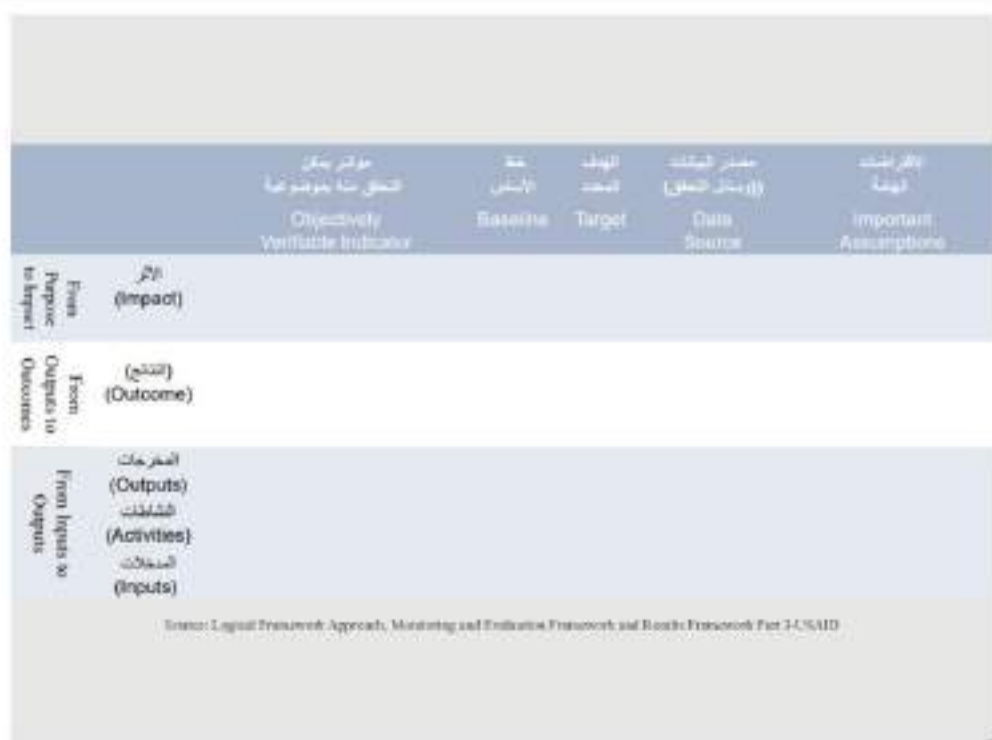 مؤشر يمكن
التحقق منه بموضوعية
Objectively
Verifiable Indicator
خط
الأساس
Baseline
الهدف
المحدد
Target
مصدر البيانات
((وسائل التحقق)
Data
Source
الافتراضات
الهامة
Important
Assumptions
From
Purpose
to Impact
الأثر
(Impact)
From
Outputs to
Outcomes
(النتائج)
(Outcome)
From Inputs to
Outputs
المخرجات
(Outputs)
النشاطات
(Activities)
المدخلات
(Inputs)
Source: Logical Framework Approach, Monitoring and Evaluation Framework and Results Framework Part 3-USAID